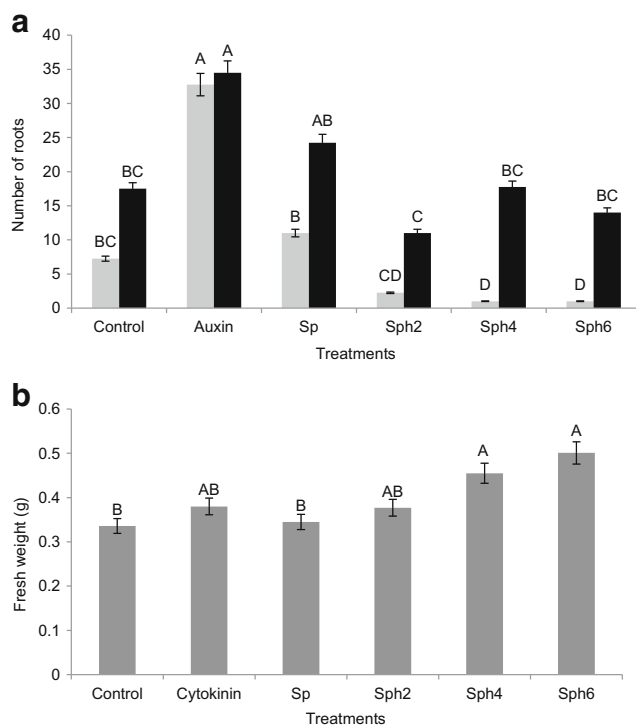 a
Number of roots
40
35
30
25
20
15
10
5
0
BC
BC
A
A
B
AB
CD
C
D
BC
D
BC
Control Auxin Sp Sph2 Sph4 Sph6
Treatments
b
Fresh weight (g)
0.6
0.5
0.4
0.3
0.2
0.1
0
B
AB
B
AB
A
A
Control Cytokinin Sp Sph2 Sph4 Sph6
Treatments